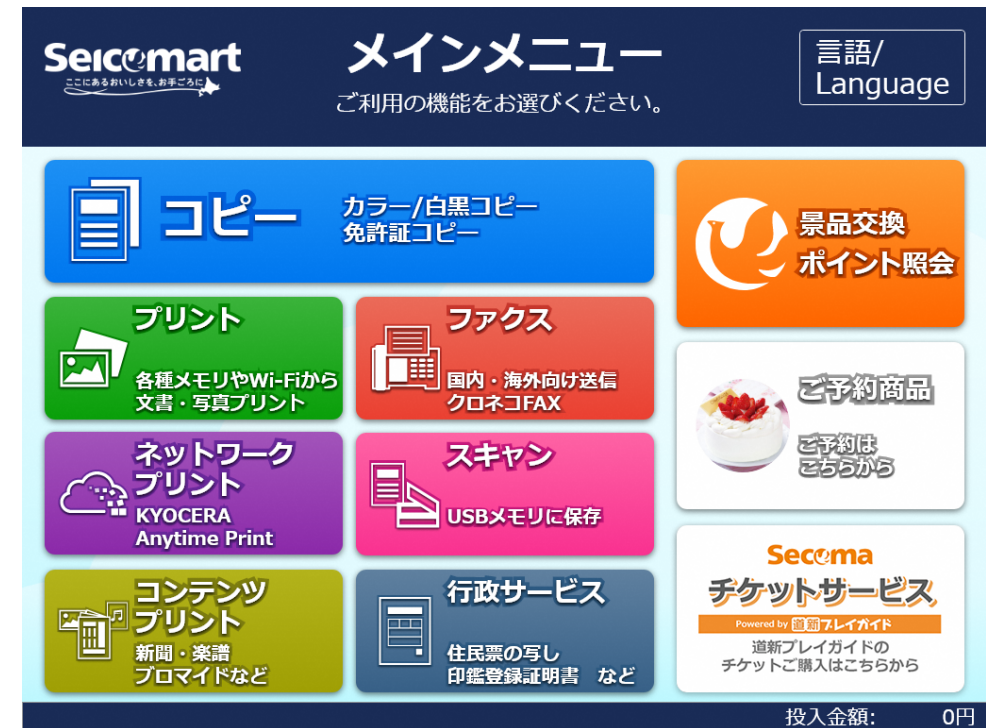 Seicomart
ここにあるおいしさを、お手ごろに
メインメニュー
ご利用の機能をお選びください。
言語/
Language
コピー
カラー/白黒コピー
免許証コピー
景品交換
ポイント照会
プリント
各種メモリやWi-Fiから
文書・写真プリント
ファクス
国内・海外向け送信
クロネコFAX
ご予約商品
ご予約は
こちらから
ネットワーク
プリント
KYOCERA
Anytime Print
スキャン
USBメモリに保存
コンテンツ
プリント
新聞・楽譜
ブロマイドなど
行政サービス
住民票の写し
印鑑登録証明書 など
Secoma
チケットサービス
Powered by 道新プレイガイド
道新プレイガイドの
チケットご購入はこちらから
投入金額: 0円